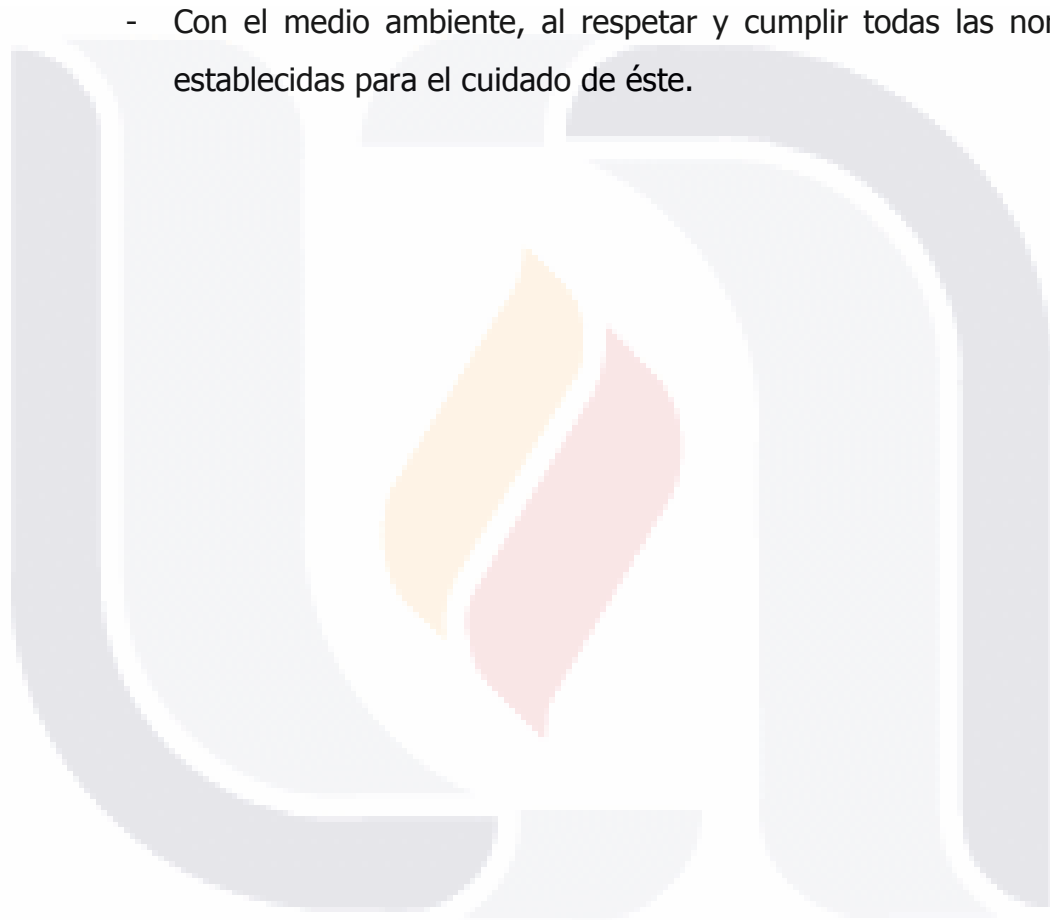 - Con el medio ambiente, al respetar y cumplir todas las
establecidas para el cuidado de éste.